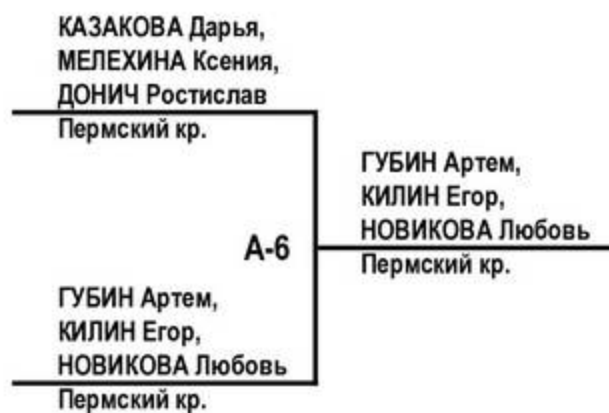 КАЗАКОВА Дарья,
МЕЛЕХИНА Ксения,
ДОНИЧ Ростислав
Пермский кр.
А-6
ГУБИН Артем,
КИЛИН Егор,
НОВИКОВА Любовь
Пермский кр.
ГУБИН Артем,
КИЛИН Егор,
НОВИКОВА Любовь
Пермский кр.